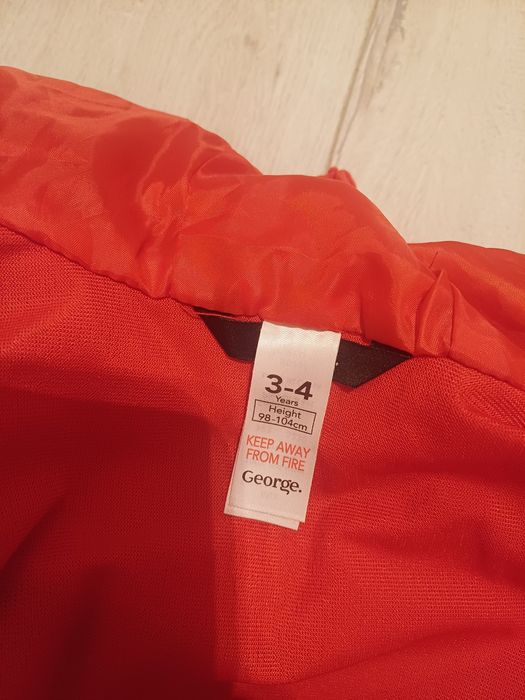 3-4
Years
Height
98-104cm
KEEP AWAY
FROM FIRE
George.